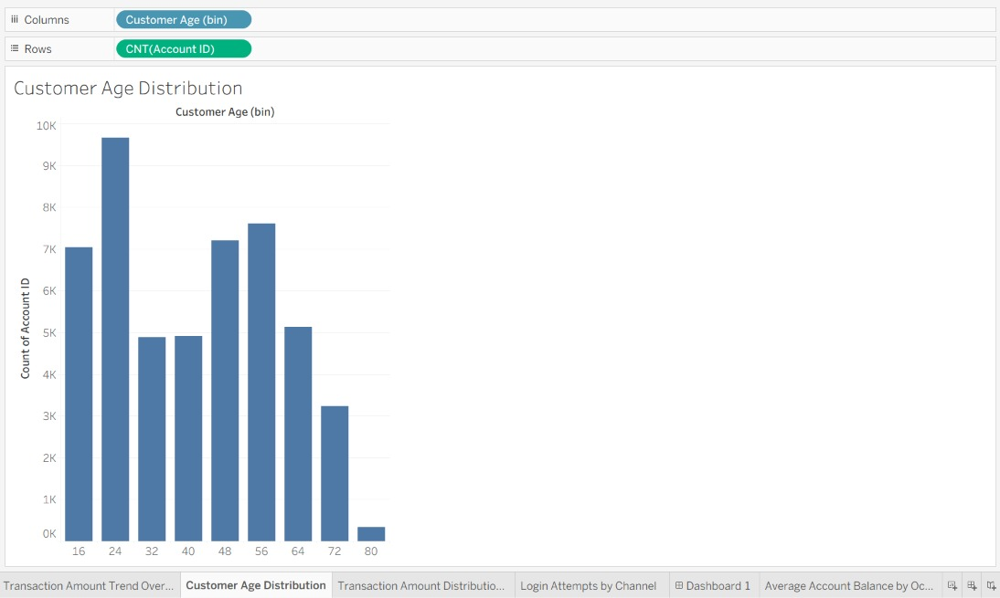 Columns
Customer Age (bin)
Rows
CNT(Account ID)
Customer Age Distribution
Customer Age (bin)
Count of Account ID
10K
9K
8K
7K
6K
5K
4K
3K
2K
1K
0K
16 24 32 40 48 56 64 72 80
Transaction Amount Trend Over... Customer Age Distribution Transaction Amount Distributio... Login Attempts by Channel Dashboard 1 Average Account Balance by Oc...